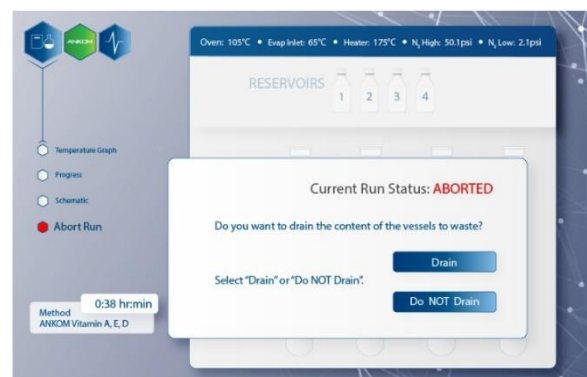 ANKOM
Oven: 105°C • Evap Inlet: 65°C • Heater: 175°C • N₂ High: 50.1psi • N₂ Low: 2.1psi
RESERVOIRS
1 2 3 4
Temperature Graph
Progress
Schematic
Abort Run
Current Run Status: ABORTED
Do you want to drain the content of the vessels to waste?
Drain
Select "Drain" or "Do NOT Drain".
Do NOT Drain
0:38 hr:min
Method
ANKOM Vitamin A, E, D